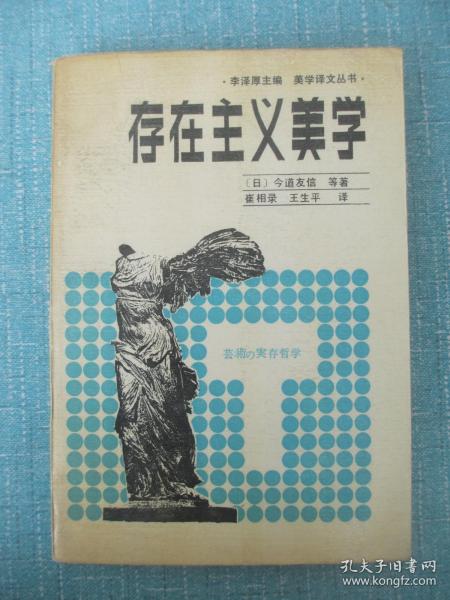 ·李泽厚主编 美学译文丛书·
存在主义美学
〔日〕今道友信 等著
崔相录 王生平 译
芸術の実存哲学
孔夫子旧书网
www.kongfz.com